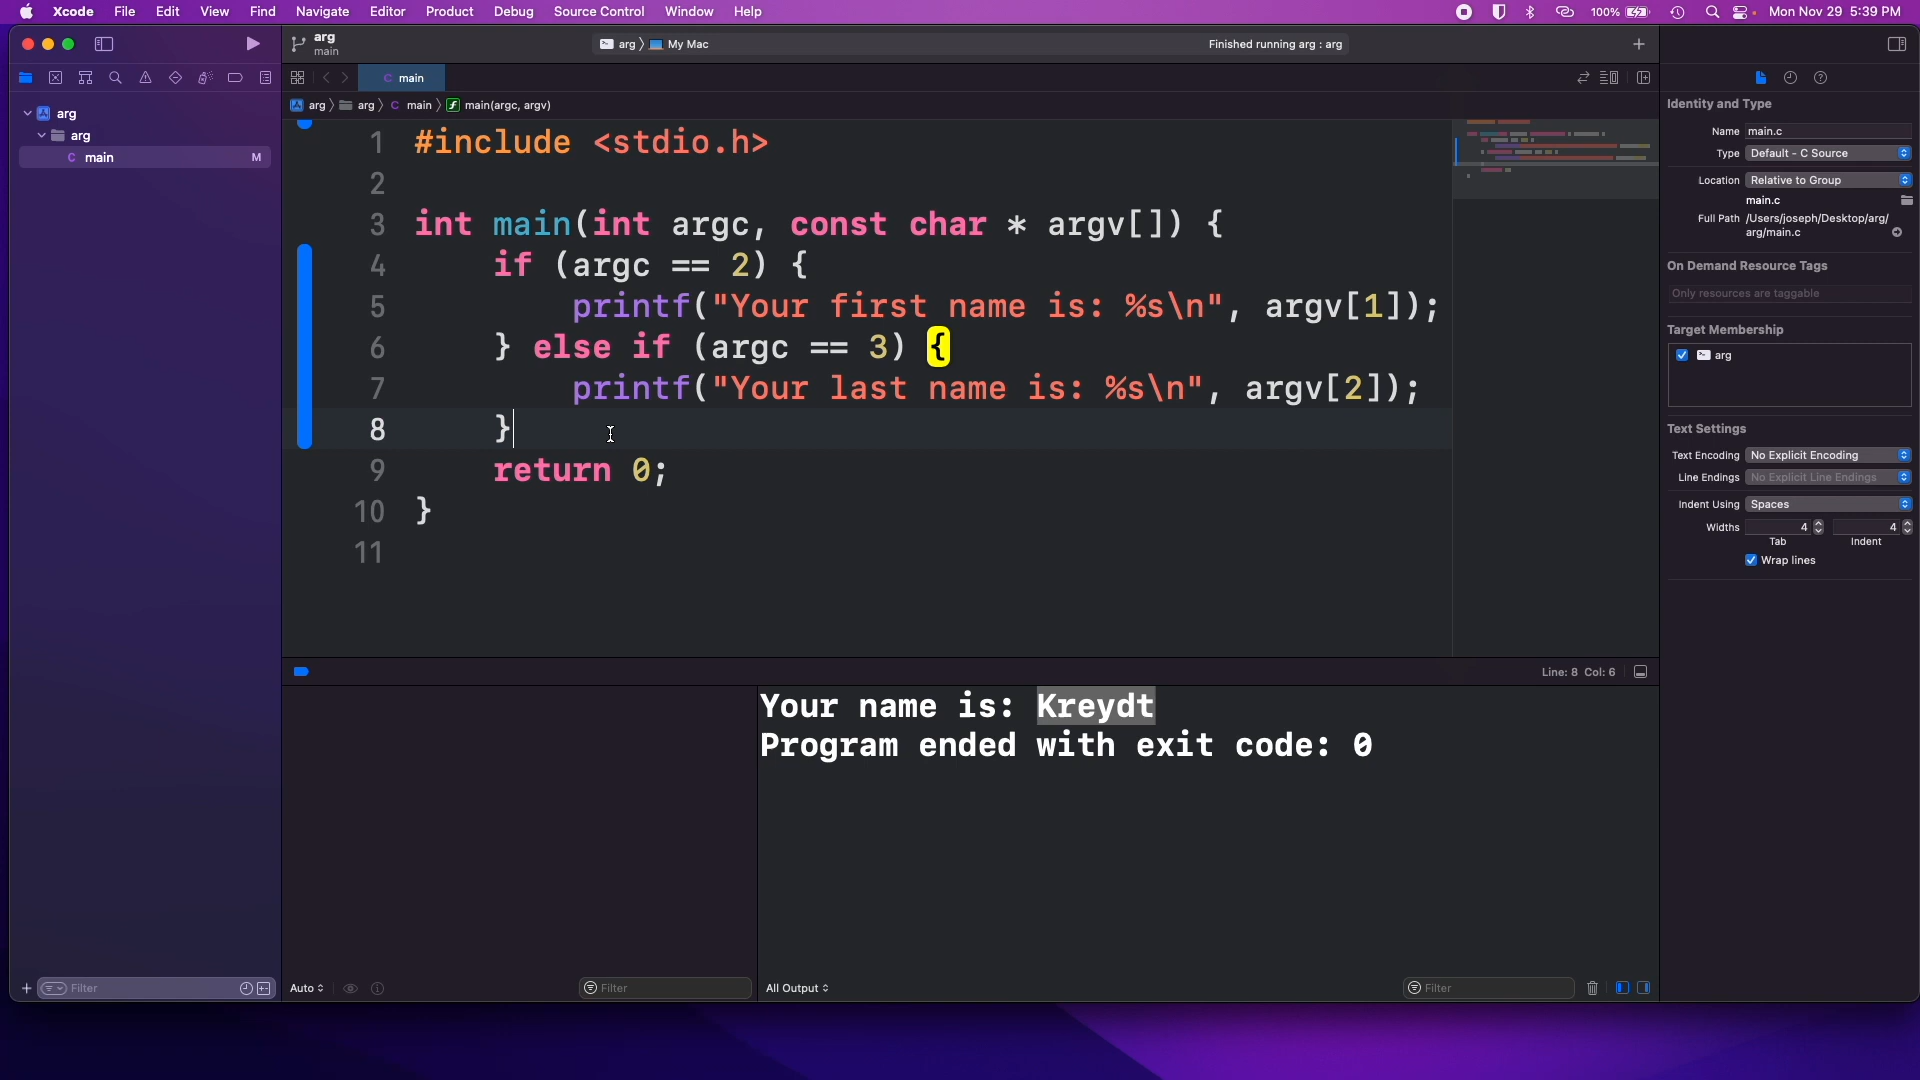 Xcode File Edit View Find Navigate Editor Product Debug Source Control Window Help 100% Mon Nov 29 5:39 PM
arg
main
arg 〉 My Mac Finished running arg : arg
C main
arg 〉 arg 〉 C main 〉 f main(argc, argv)
arg
arg
C main M
1 #include <stdio.h>
2
3 int main(int argc, const char * argv[]) {
4     if (argc == 2) {
5         printf("Your first name is: %s\n", argv[1]);
6     } else if (argc == 3) {
7         printf("Your last name is: %s\n", argv[2]);
8     }
9     return 0;
10 }
11
Line: 8 Col: 6
Your name is: Kreydt
Program ended with exit code: 0
Filter
Auto
Filter
All Output
Filter
Identity and Type
Name main.c
Type Default - C Source
Location Relative to Group
main.c
Full Path /Users/joseph/Desktop/arg/
arg/main.c
On Demand Resource Tags
Only resources are taggable
Target Membership
arg
Text Settings
Text Encoding No Explicit Encoding
Line Endings No Explicit Line Endings
Indent Using Spaces
Widths 4 4
Tab Indent
Wrap lines